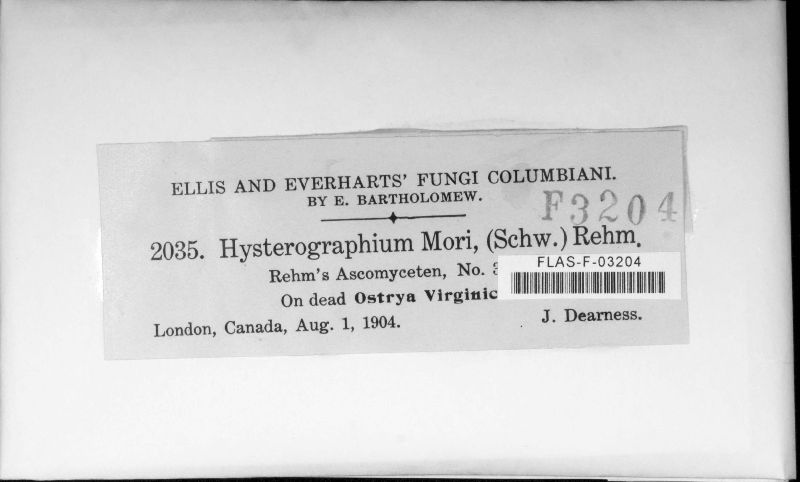 ELLIS AND EVERHARTS' FUNGI COLUMBIANI.
BY E. BARTHOLOMEW.
F3204
2035. Hysterographium Mori, (Schw.) Rehm.
FLAS-F-03204
Rehm's Ascomyceten, No.
On dead Ostrya Virginic
London, Canada, Aug. 1, 1904. J. Dearness.